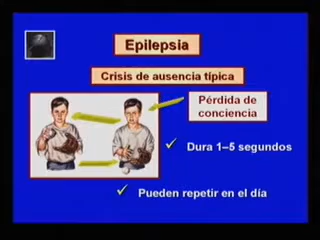 Epilepsia
Crisis de ausencia típica
Pérdida de
conciencia
Dura 1–5 segundos
Pueden repetir en el día